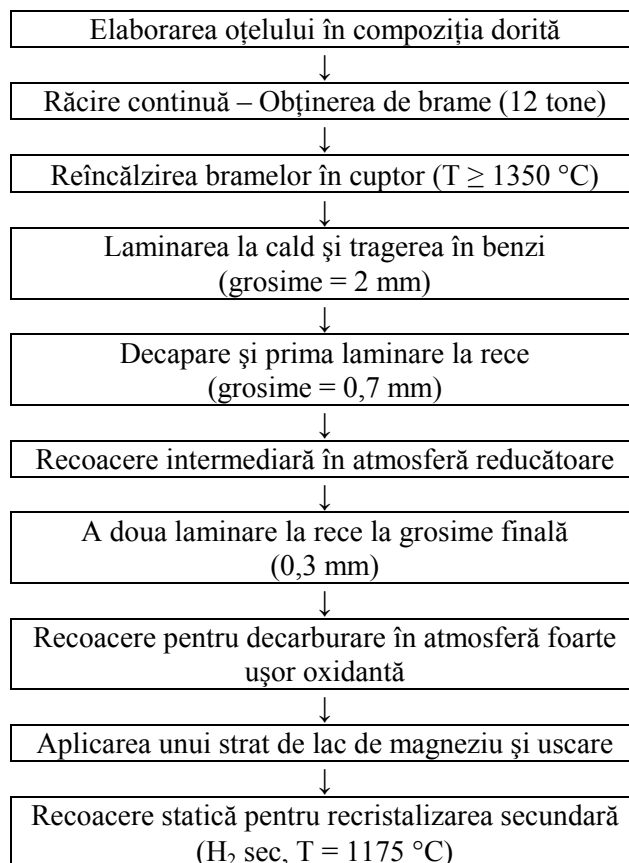 Elaborarea oțelului în compoziția dorită
↓
Răcire continuă – Obținerea de brame (12 tone)
↓
Reîncălzirea bramelor în cuptor (T ≥ 1350 °C)
↓
Laminarea la cald şi tragerea în benzi
(grosime = 2 mm)
↓
Decapare şi prima laminare la rece
(grosime = 0,7 mm)
↓
Recoacere intermediară în atmosferă reducătoare
↓
A doua laminare la rece la grosime finală
(0,3 mm)
↓
Recoacere pentru decarburare în atmosferă foarte
uşor oxidantă
↓
Aplicarea unui strat de lac de magneziu şi uscare
↓
Recoacere statică pentru recristalizarea secundară
(H₂ sec, T = 1175 °C)